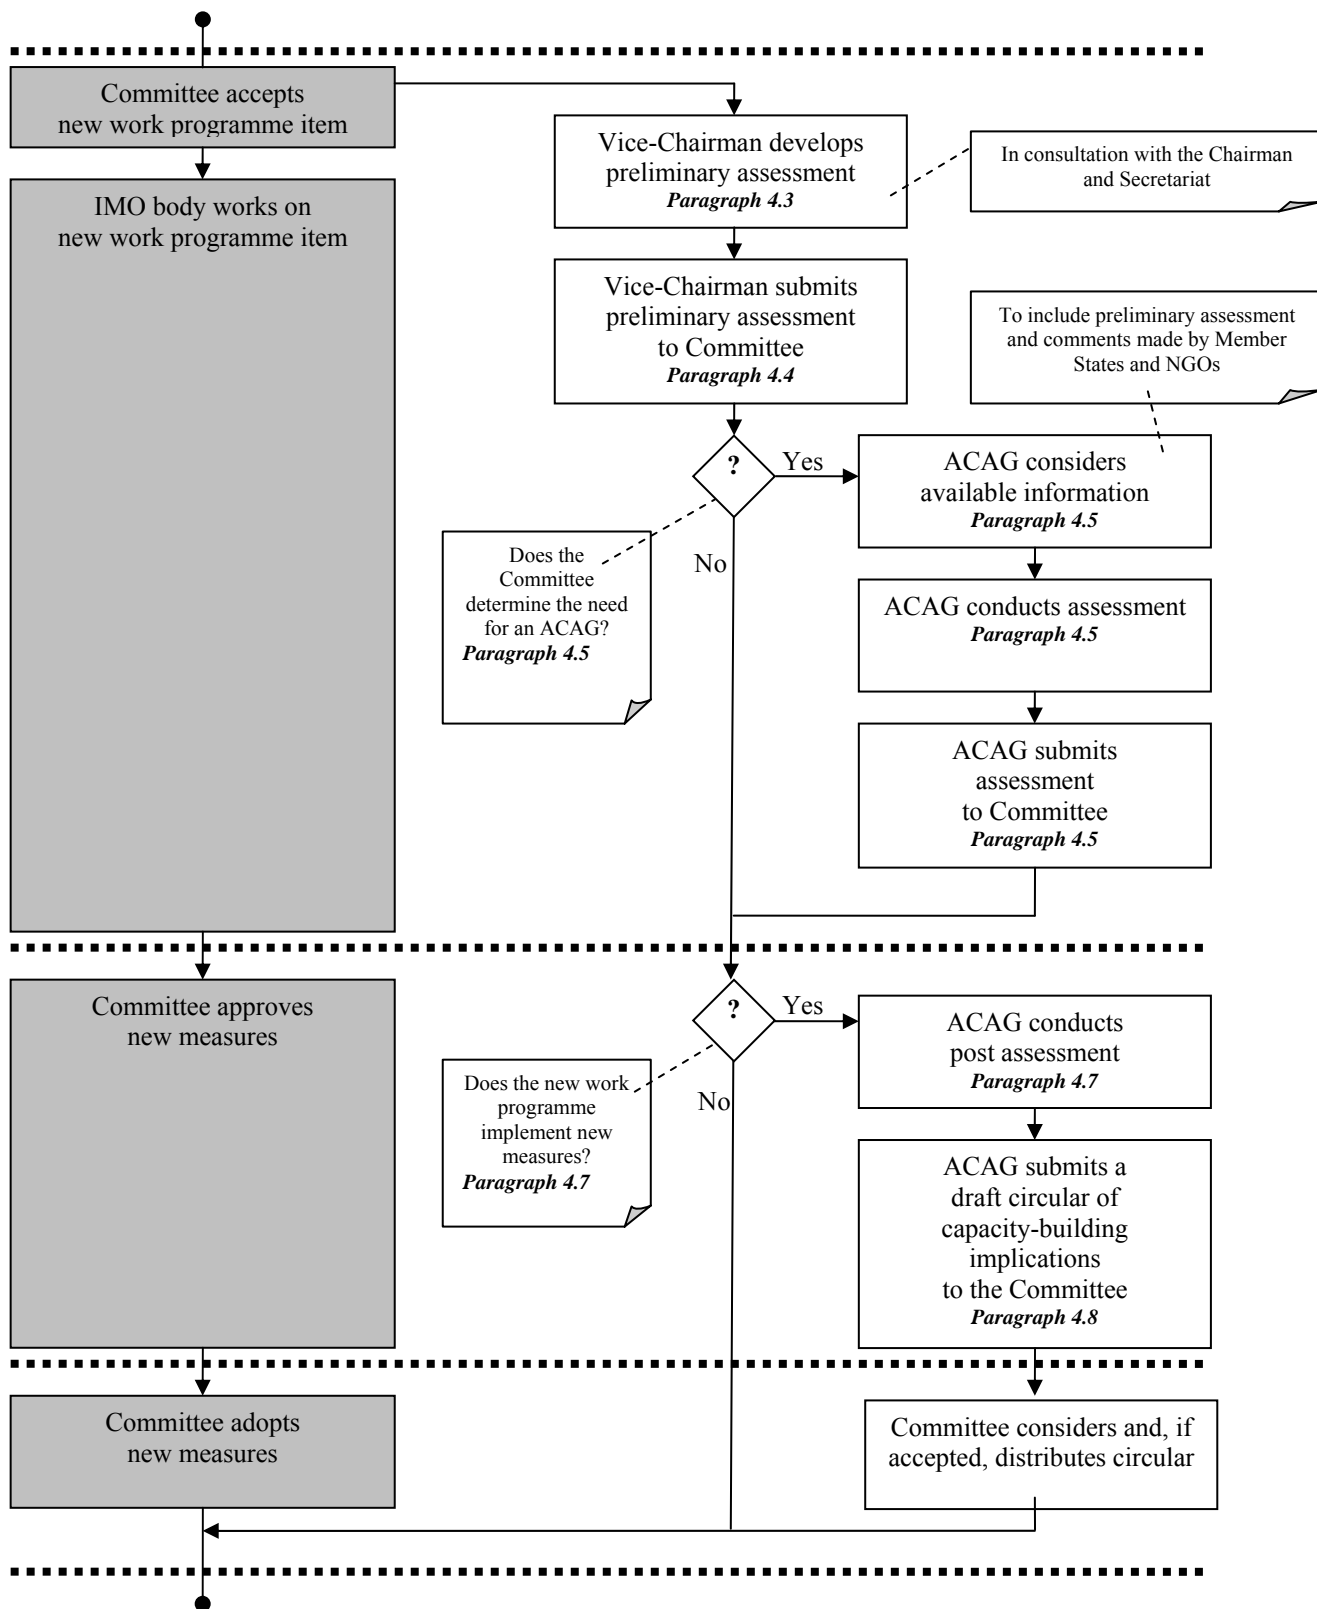 Committee accepts
new work programme item
Vice-Chairman develops
preliminary assessment
Paragraph 4.3
In consultation with the Chairman
and Secretariat
IMO body works on
new work programme item
Vice-Chairman submits
preliminary assessment
to Committee
Paragraph 4.4
To include preliminary assessment
and comments made by Member
States and NGOs
?
Yes
ACAG considers
available information
Paragraph 4.5
Does the
Committee
determine the need
for an ACAG?
Paragraph 4.5
No
ACAG conducts assessment
Paragraph 4.5
ACAG submits
assessment
to Committee
Paragraph 4.5
Committee approves
new measures
?
Yes
ACAG conducts
post assessment
Paragraph 4.7
Does the new work
programme
implement new
measures?
Paragraph 4.7
No
ACAG submits a
draft circular of
capacity-building
implications
to the Committee
Paragraph 4.8
Committee adopts
new measures
Committee considers and, if
accepted, distributes circular